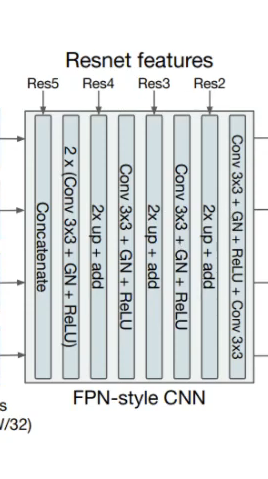 Resnet features
Res5
Res4
Res3
Res2
Concatenate
2 x (Conv 3x3 + GN + ReLU)
2x up + add
Conv 3x3 + GN + ReLU
2x up + add
Conv 3x3 + GN + ReLU
2x up + add
Conv 3x3 + GN + ReLU + Conv 3x3
FPN-style CNN
s
/32)